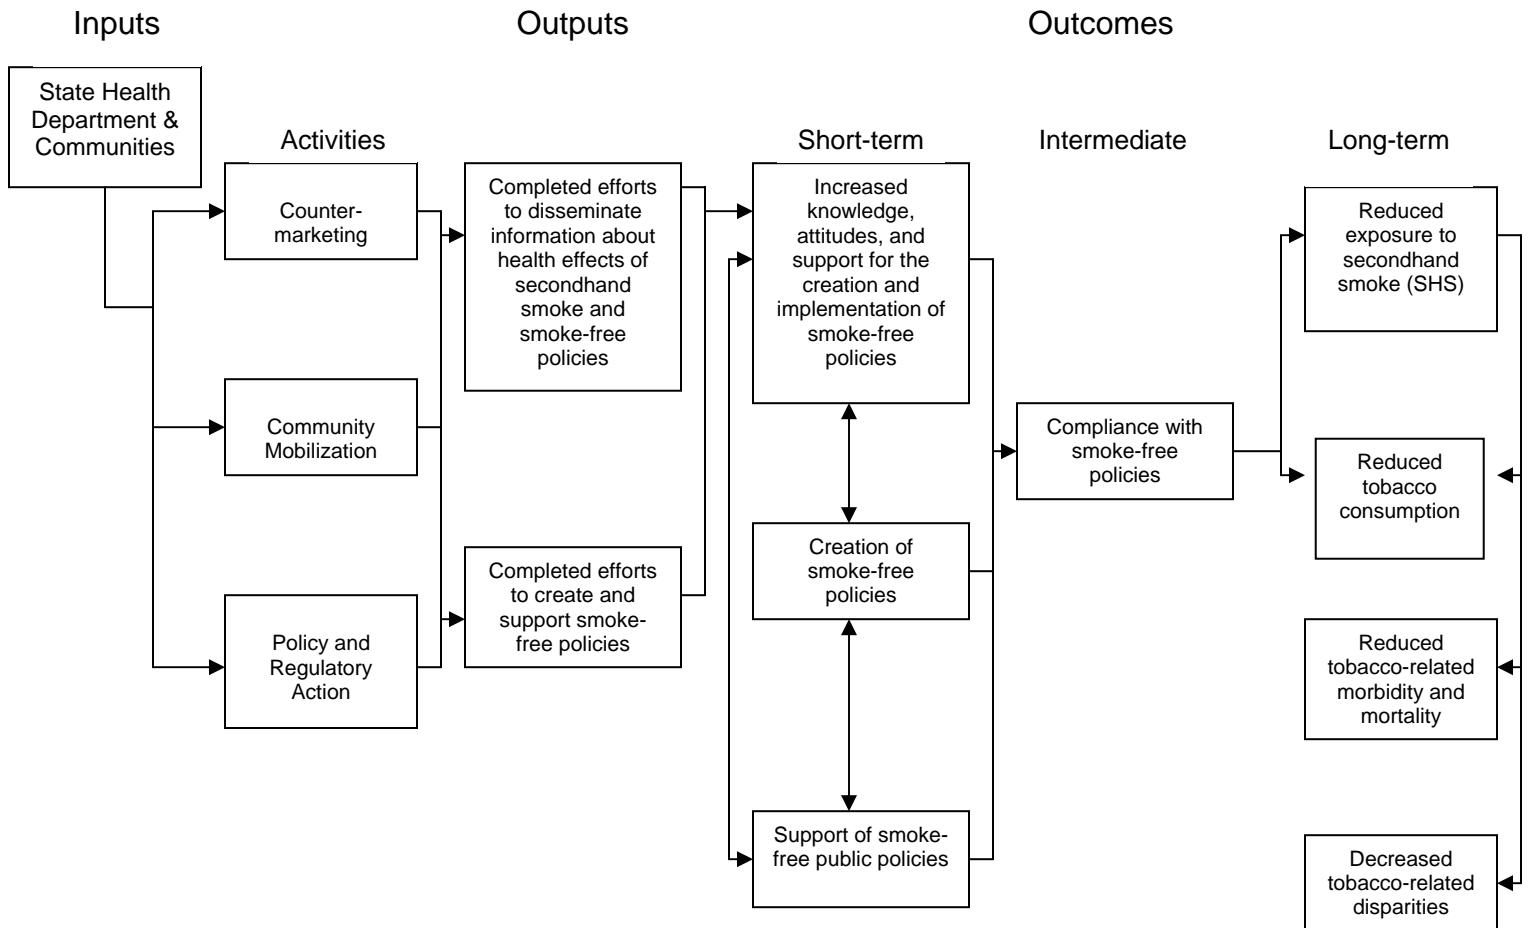 Inputs
Outputs
Outcomes
State Health
Department &
Communities
Activities
Short-term
Intermediate
Long-term
Counter-
marketing
Community
Mobilization
Policy and
Regulatory
Action
Completed efforts
to disseminate
information about
health effects of
secondhand
smoke and
smoke-free
policies
Completed efforts
to create and
support smoke-
free policies
Increased
knowledge,
attitudes, and
support for the
creation and
implementation of
smoke-free
policies
Creation of
smoke-free
policies
Support of smoke-
free public policies
Compliance with
smoke-free
policies
Reduced
exposure to
secondhand
smoke (SHS)
Reduced
tobacco
consumption
Reduced
tobacco-related
morbidity and
mortality
Decreased
tobacco-related
disparities